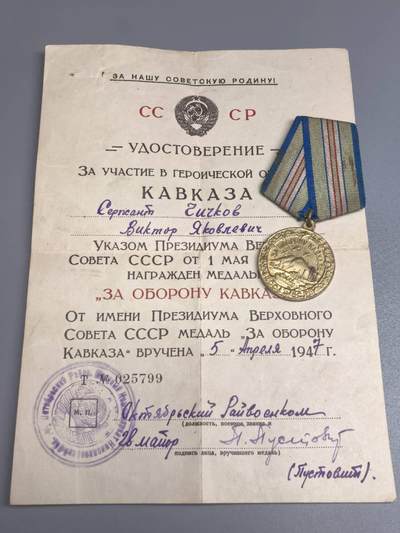 ЗА НАШУ СОВЕТСКУЮ РОДИНУ!
СС СР
УДОСТОВЕРЕНИЕ
ЗА УЧАСТИЕ В ГЕРОИЧЕСКОЙ О
КАВКАЗА
Сержант Чичков
Виктор Яковлевич
УКАЗОМ ПРЕЗИДИУМА ВЕ
СОВЕТА СССР ОТ 1 МАЯ
НАГРАЖДЕН МЕДАЛЬ
„ЗА ОБОРОНУ КАВКАЗ
ОТ ИМЕНИ ПРЕЗИДИУМА ВЕРХОВНОГО
СОВЕТА СССР МЕДАЛЬ „ЗА ОБОРОНУ
КАВКАЗА" ВРУЧЕНА „5" Апреля 1947 г.
Т № 025799
М. П.
Октябрьский Райвоенком
(должность, военное звание и
Гв майор
подпись лица, вручившего медаль)
(Пустовит).